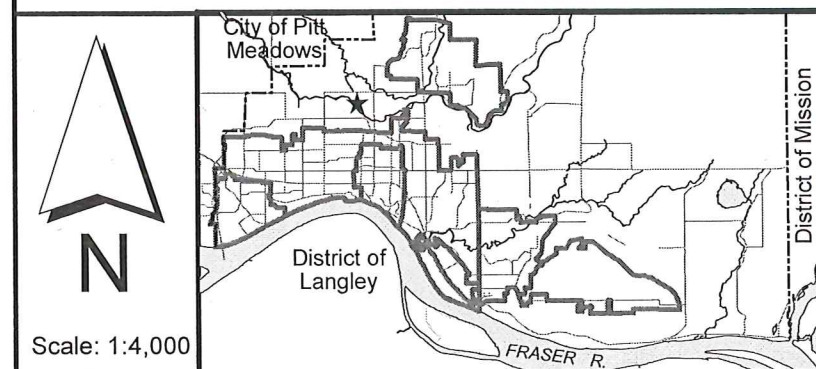 City of Pitt
Meadows
District of Mission
District of
Langley
FRASER R.
N
Scale: 1:4,000